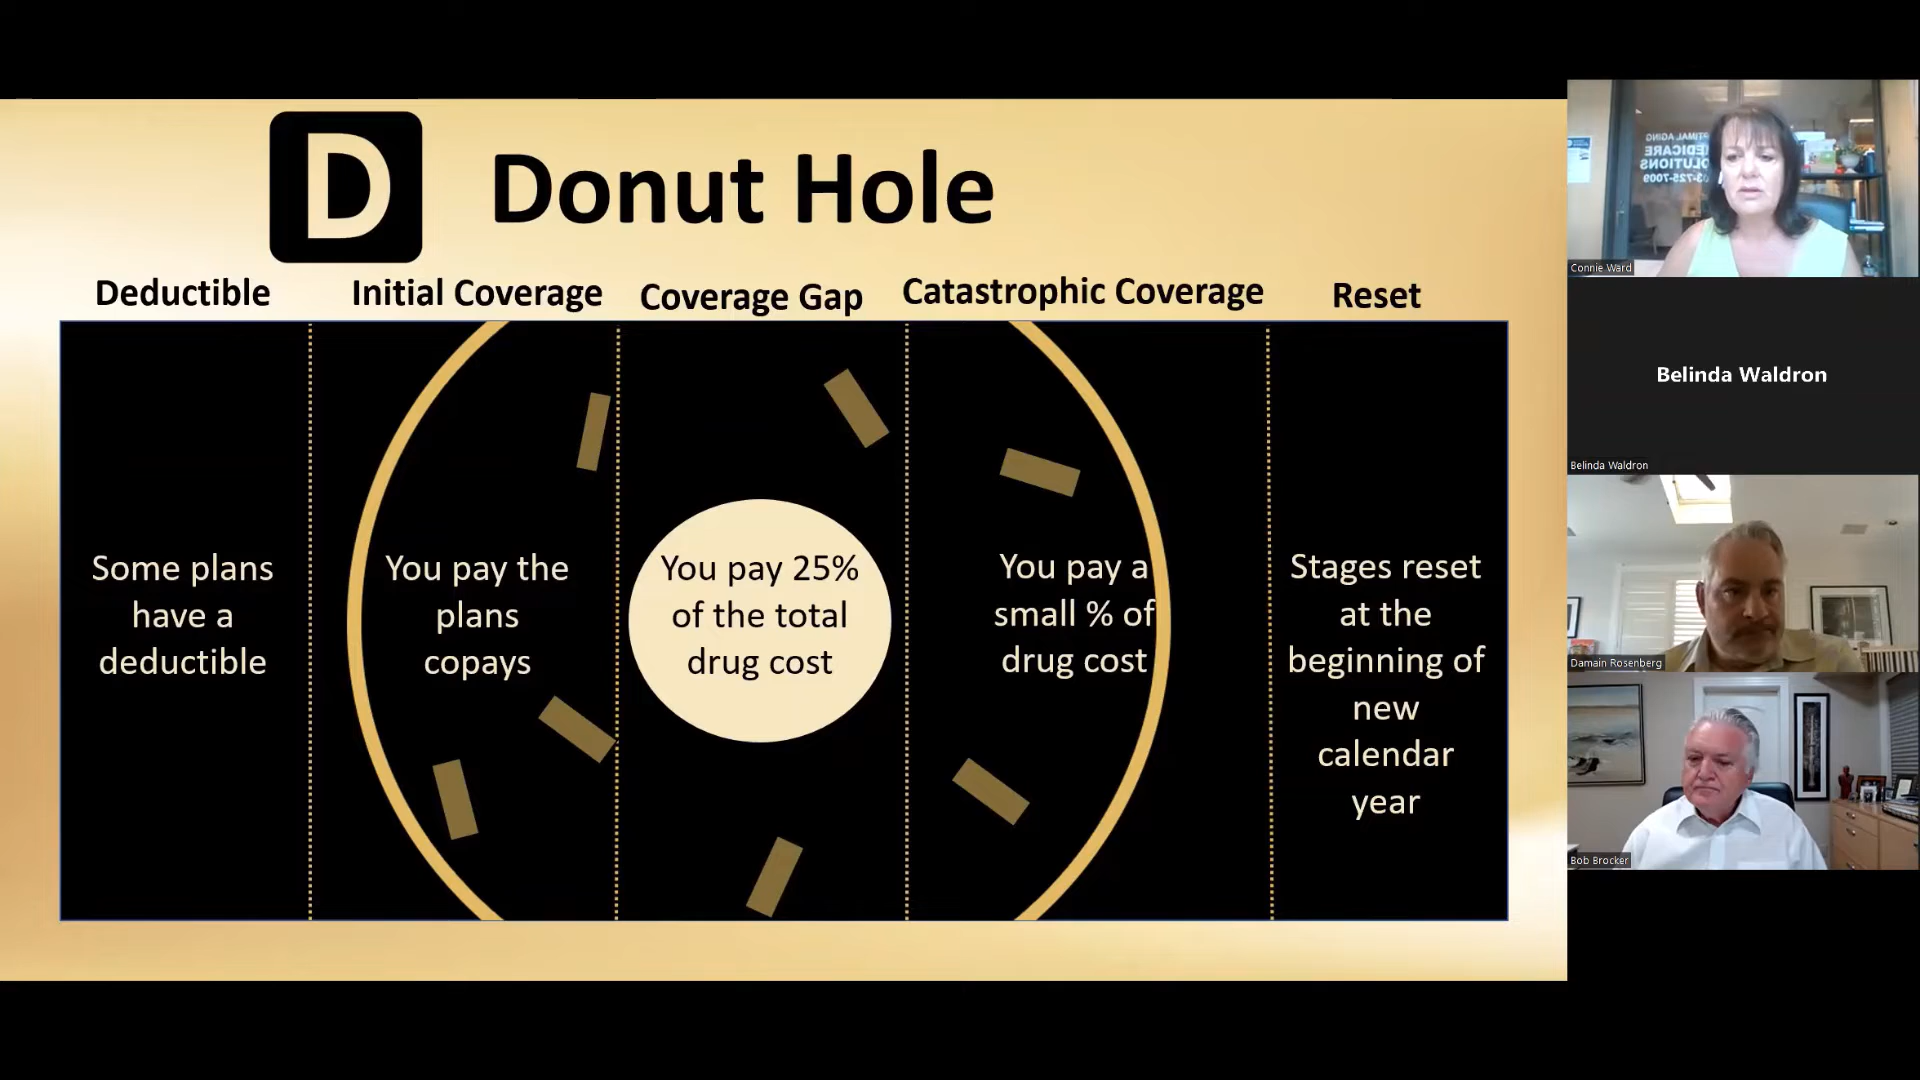 D
Donut Hole
Deductible
Initial Coverage
Coverage Gap
Catastrophic Coverage
Reset
Some plans
have a
deductible
You pay the
plans
copays
You pay 25%
of the total
drug cost
You pay a
small % of
drug cost
Stages reset
at the
beginning of
new
calendar
year
Connie Ward
Belinda Waldron
Belinda Waldron
Damain Rosenberg
Bob Brocker